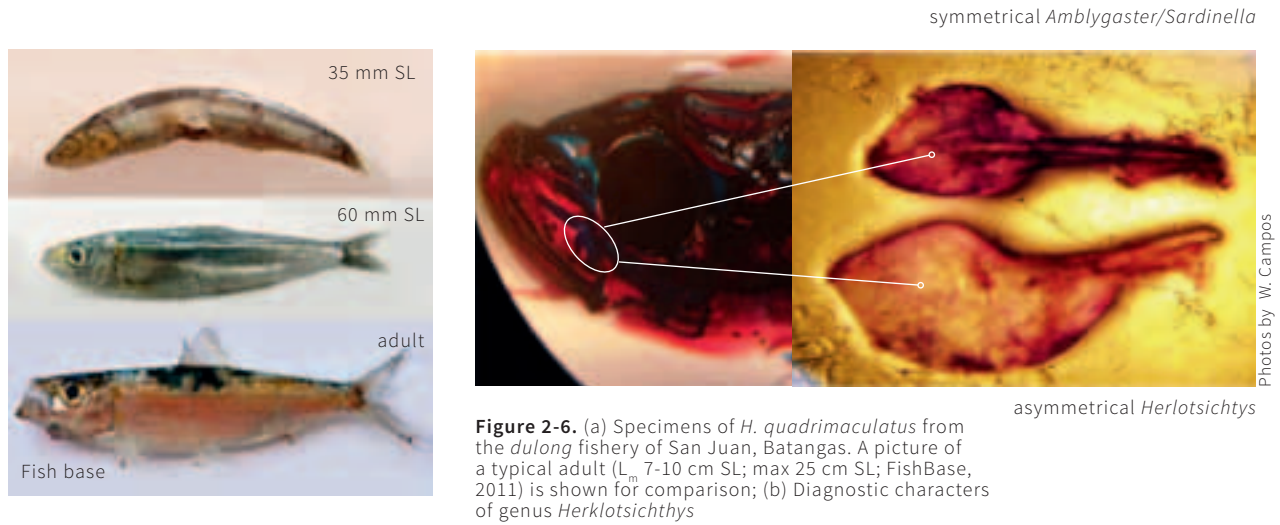 symmetrical Amblygaster/Sardinella
35 mm SL
60 mm SL
adult
Fish base
Photos by W. Campos
asymmetrical Herlotsichtys
Figure 2-6. (a) Specimens of H. quadrimaculatus from
the dulong fishery of San Juan, Batangas. A picture of
a typical adult (Lm 7-10 cm SL; max 25 cm SL; FishBase,
2011) is shown for comparison; (b) Diagnostic characters
of genus Herklotsichthys